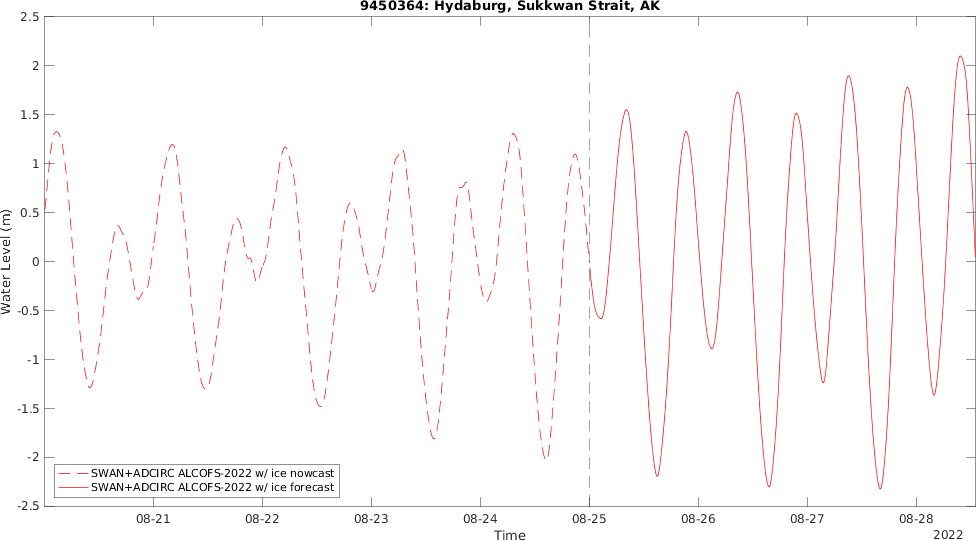 9450364: Hydaburg, Sukkwan Strait, AK
2.5
2
1.5
1
0.5
0
-0.5
-1
-1.5
-2
-2.5
Water Level (m)
SWAN+ADCIRC ALCOFS-2022 w/ ice nowcast
SWAN+ADCIRC ALCOFS-2022 w/ ice forecast
08-21 08-22 08-23 08-24 08-25 08-26 08-27 08-28
Time
2022